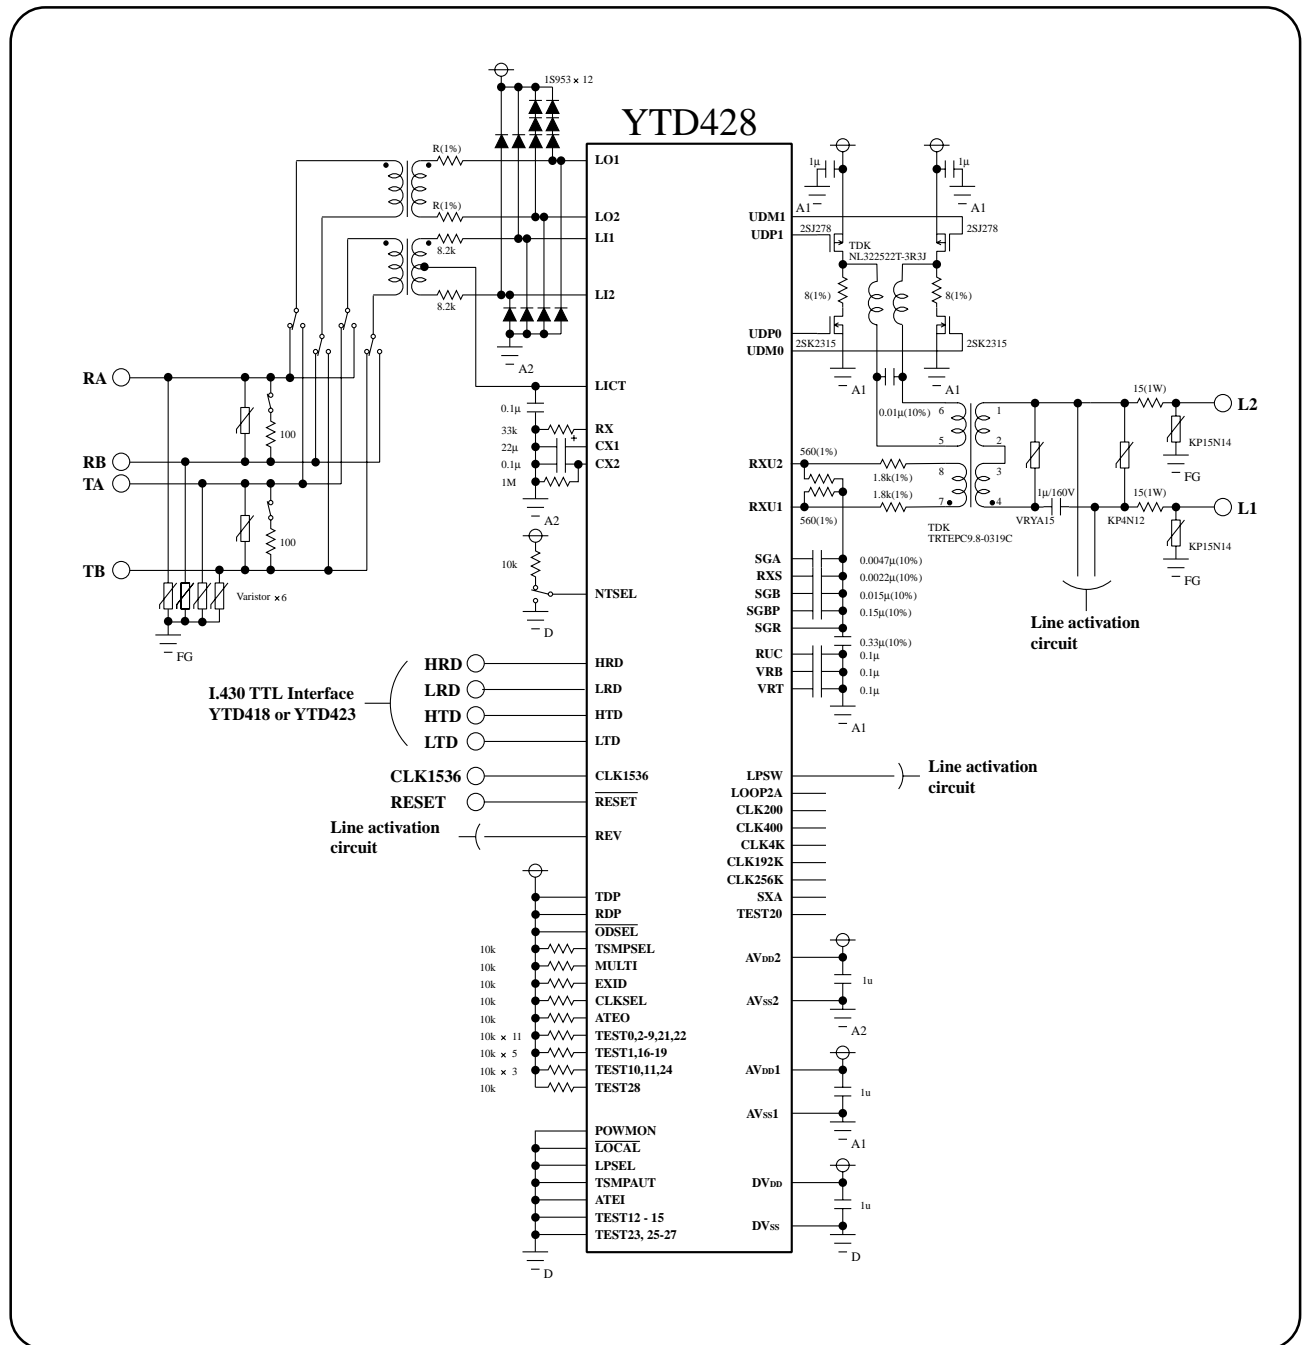 1S953 × 12
YTD428
R(1%)
LO1
R(1%)
LO2
LI1
8.2k
LI2
8.2k
A2
LICT
0.1µ
RX
33k
+
CX1
22µ
CX2
0.1µ
1M
A2
10k
NTSEL
D
RA
RB
TA
TB
100
100
Varistor × 6
FG
I.430 TTL Interface
YTD418 or YTD423
HRD
HRD
LRD
LRD
HTD
HTD
LTD
LTD
CLK1536
CLK1536
RESET
RESET
Line activation
circuit
REV
TDP
RDP
ODSEL
10k
TSMPSEL
10k
MULTI
10k
EXID
10k
CLKSEL
10k
ATEO
10k × 11
TEST0,2-9,21,22
10k × 5
TEST1,16-19
10k × 3
TEST10,11,24
10k
TEST28
POWMON
LOCAL
LPSEL
TSMPAUT
ATEI
TEST12 - 15
TEST23, 25-27
D
1µ
1µ
A1
A1
UDM1
UDP1
2SJ278
2SJ278
TDK
NL322522T-3R3J
8(1%)
8(1%)
UDP0
2SK2315
2SK2315
UDM0
A1
A1
0.01µ(10%)
6
1
5
2
8
3
7
4
15(1W)
L2
KP15N14
FG
RXU2
560(1%)
1.8k(1%)
1.8k(1%)
RXU1
560(1%)
1µ/160V
15(1W)
L1
VRYA15
KP4N12
TDK
TRTEPC9.8-0319C
KP15N14
FG
SGA
0.0047µ(10%)
RXS
0.0022µ(10%)
SGB
0.015µ(10%)
SGBP
0.15µ(10%)
SGR
0.33µ(10%)
RUC
0.1µ
VRB
0.1µ
VRT
0.1µ
A1
Line activation
circuit
LPSW
Line activation
circuit
LOOP2A
CLK200
CLK400
CLK4K
CLK192K
CLK256K
SXA
TEST20
AVDD2
1u
AVSS2
A2
AVDD1
1u
AVSS1
A1
DVDD
1u
DVSS
D